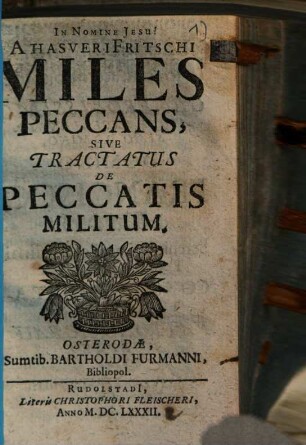 IN NOMINE JESU!
AHASVERI FRITSCHI
MILES
PECCANS,
SIVE
TRACTATUS
DE
PECCATIS
MILITUM.
OSTERODÆ,
Sumtib. BARTHOLDI FURMANNI,
Bibliopol.
RUDOLSTADI,
Literis CHRISTOPHORI FLEISCHERI,
ANNO M. DC. LXXXII.